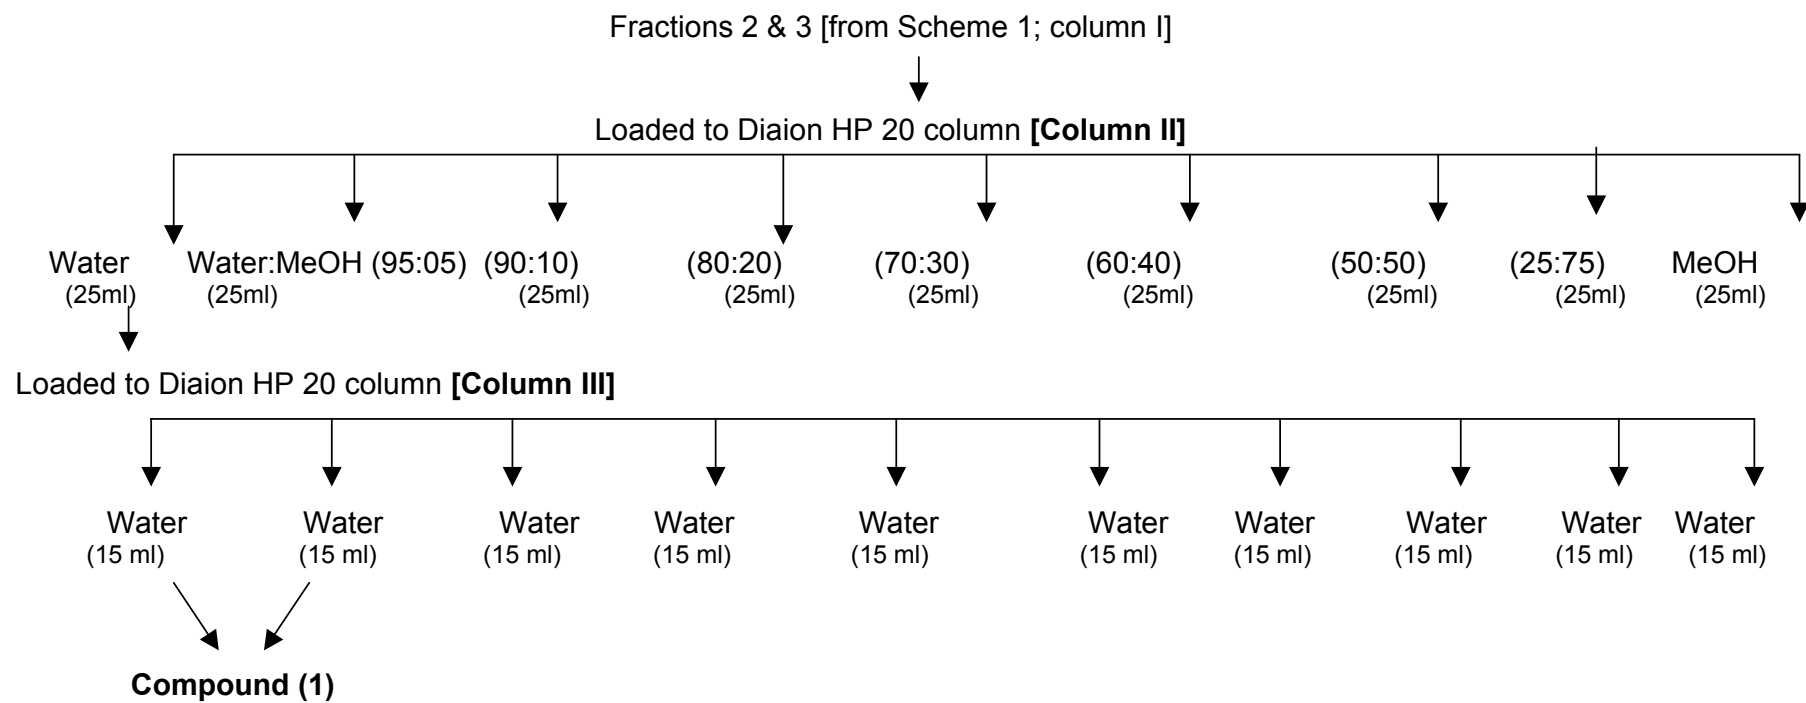 Fractions 2 & 3 [from Scheme 1; column I]
Loaded to Diaion HP 20 column [Column II]
Water Water:MeOH (95:05) (90:10) (80:20) (70:30) (60:40) (50:50) (25:75) MeOH
(25ml) (25ml) (25ml) (25ml) (25ml) (25ml) (25ml) (25ml) (25ml)
Loaded to Diaion HP 20 column [Column III]
Water Water Water Water Water Water Water Water Water Water
(15 ml) (15 ml) (15 ml) (15 ml) (15 ml) (15 ml) (15 ml) (15 ml) (15 ml) (15 ml)
Compound (1)